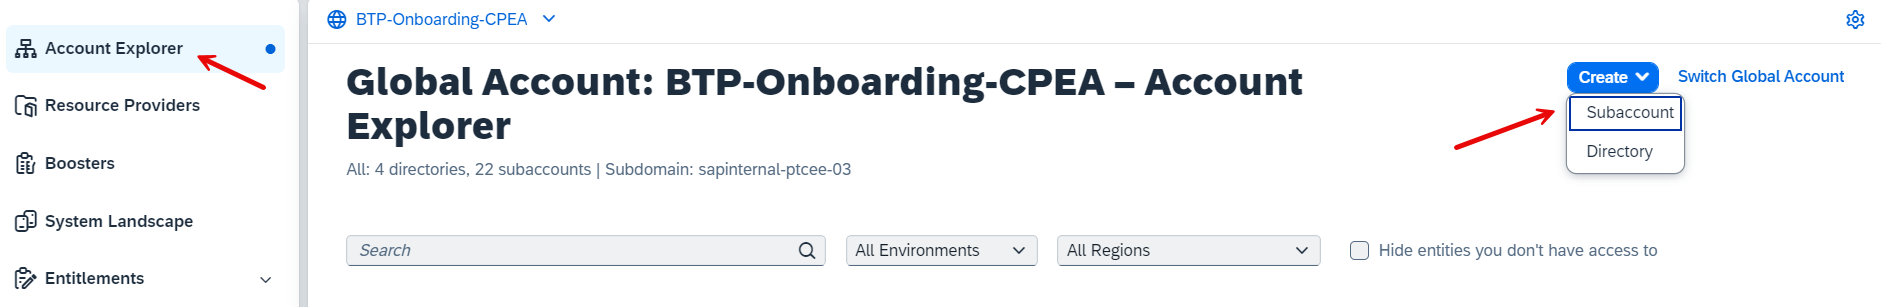 Account Explorer
Resource Providers
Boosters
System Landscape
Entitlements
BTP-Onboarding-CPEA
Global Account: BTP-Onboarding-CPEA – Account
Explorer
All: 4 directories, 22 subaccounts | Subdomain: sapinternal-ptcee-03
Create
Switch Global Account
Subaccount
Directory
Search
All Environments
All Regions
Hide entities you don't have access to